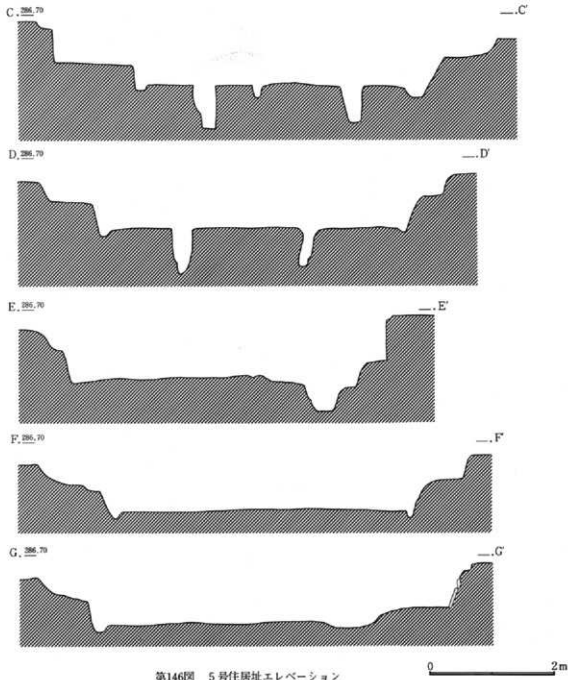 C. 286.70 .C'
D. 286.70 .D'
E. 286.70 .E'
F. 286.70 .F'
G. 286.70 .G'
第146図 5号住居址エレベーション
0 2m